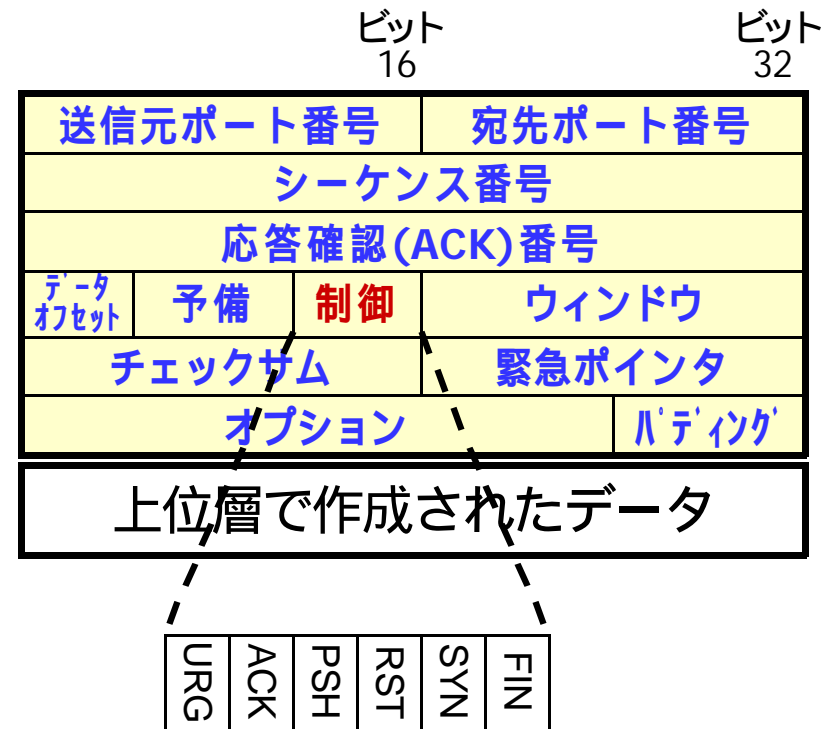 ビット ビット
16 32
送信元ポート番号 宛先ポート番号
シーケンス番号
応答確認(ACK)番号
データ
オフセット 予備 制御 ウィンドウ
チェックサム 緊急ポインタ
オプション パディング
上位層で作成されたデータ
URG ACK PSH RST SYN FIN